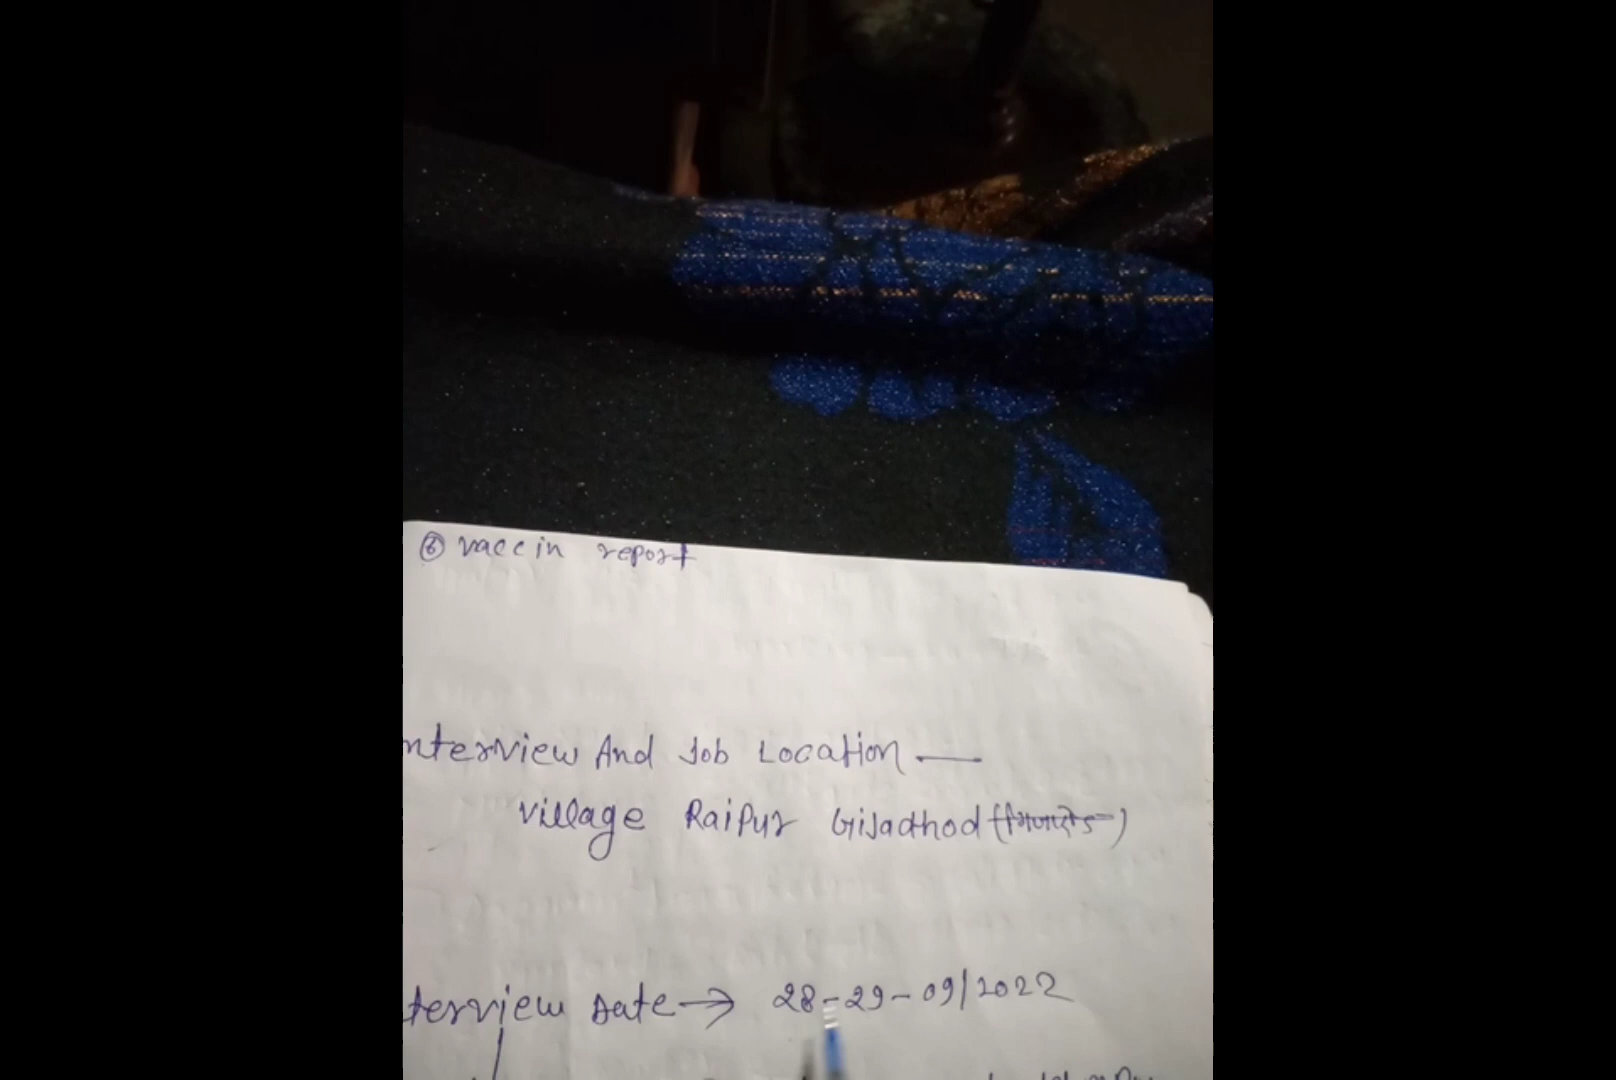 ⑥ vaccin report
nterview And Job Location —
village RaiPur GiJadhod
terview Date → 28-29-09/2022